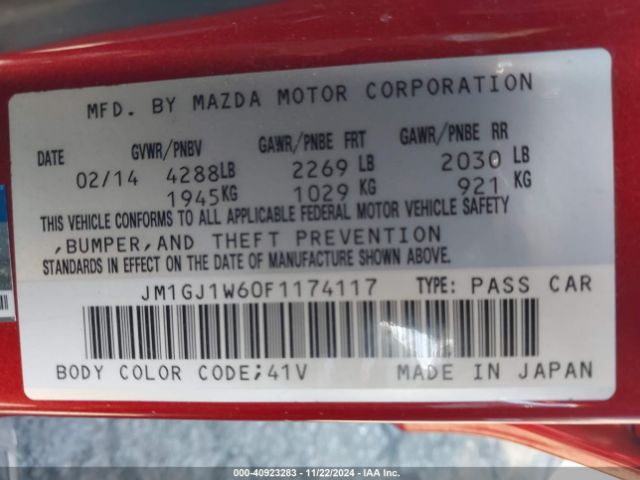 MFD. BY MAZDA MOTOR CORPORATION
DATE GVWR/PNBV GAWR/PNBE FRT GAWR/PNBE RR
02/14 4288LB 2269 LB 2030 LB
1945KG 1029 KG 921 KG
THIS VEHICLE CONFORMS TO ALL APPLICABLE FEDERAL MOTOR VEHICLE SAFETY
,BUMPER,AND THEFT PREVENTION
STANDARDS IN EFFECT ON THE DATE OF MANUFACTURE SHOWN ABOVE.
JM1GJ1W60F1174117 TYPE: PASS CAR
BODY COLOR CODE;41V MADE IN JAPAN
000-40923283 - 11/22/2024 - IAA Inc.